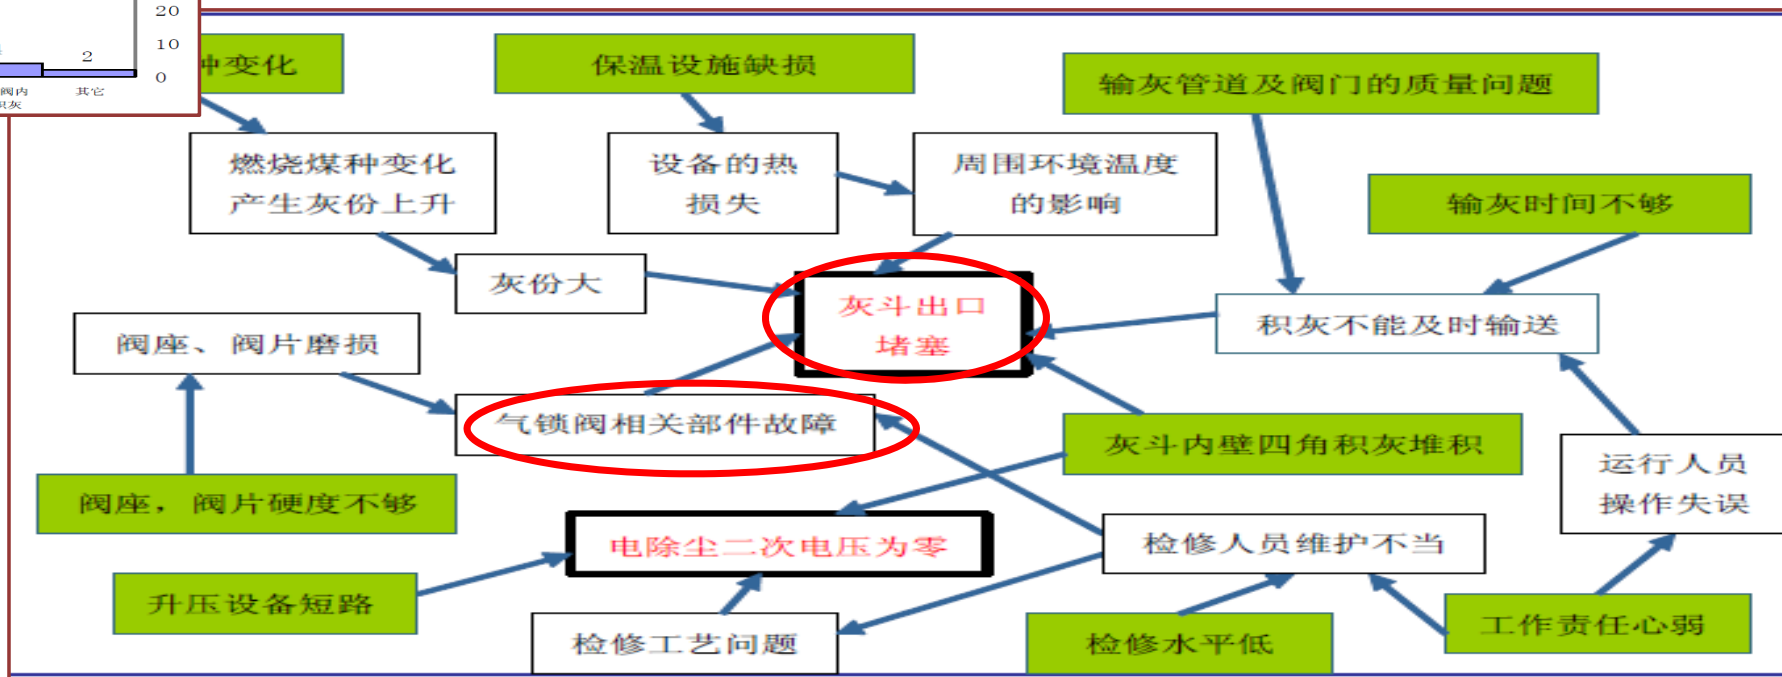 20
10
0
2
阀内
积灰
其它
种变化
保温设施缺损
输灰管道及阀门的质量问题
燃烧煤种变化
产生灰份上升
设备的热
损失
周围环境温度
的影响
输灰时间不够
灰份大
灰斗出口
堵塞
积灰不能及时输送
阀座、阀片磨损
气锁阀相关部件故障
灰斗内壁四角积灰堆积
运行人员
操作失误
阀座，阀片硬度不够
电除尘二次电压为零
检修人员维护不当
升压设备短路
检修工艺问题
检修水平低
工作责任心弱